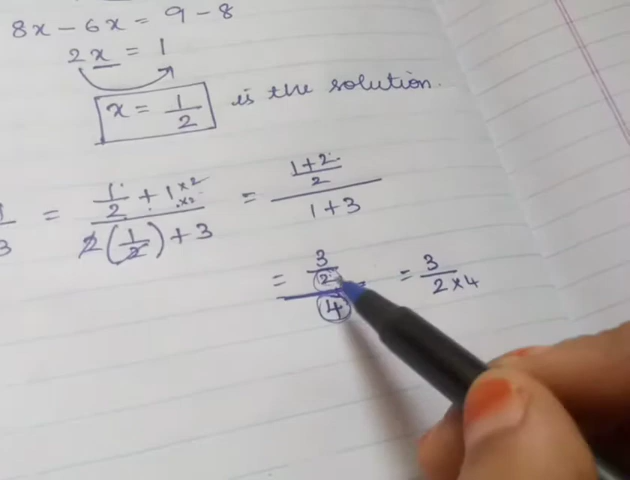 8x - 6x = 9 - 8
2x = 1
x = 1/2 is the solution.
/3 = (1/2 + 1 ×2 ×2)/(2(1/2) + 3) = ((1+2)/2)/(1+3)
= (3/2)/4 = 3/(2×4)